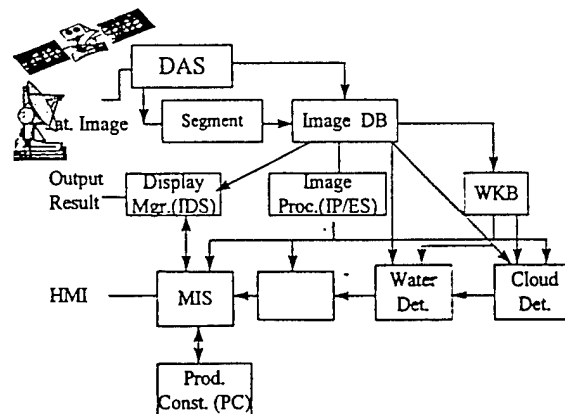 DAS
at. Image
Segment
Image DB
Output
Result
Display
Mgr.(IDS)
Image
Proc.(IP/ES)
WKB
HMI
MIS
Water
Det.
Cloud
Det.
Prod.
Const. (PC)